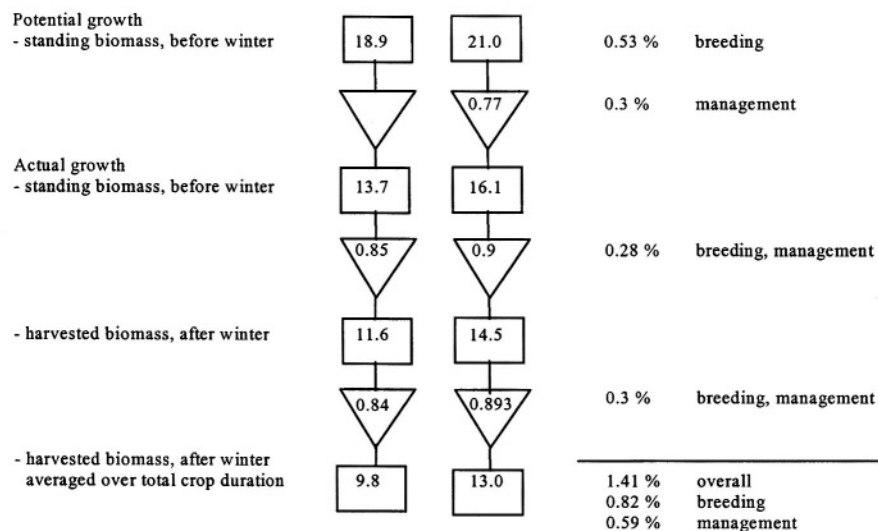 Potential growth
- standing biomass, before winter 18.9 21.0 0.53 % breeding
0.77 0.3 % management
Actual growth
- standing biomass, before winter 13.7 16.1
0.85 0.9 0.28 % breeding, management
- harvested biomass, after winter 11.6 14.5
0.84 0.893 0.3 % breeding, management
- harvested biomass, after winter
averaged over total crop duration 9.8 13.0 1.41 % overall
0.82 % breeding
0.59 % management